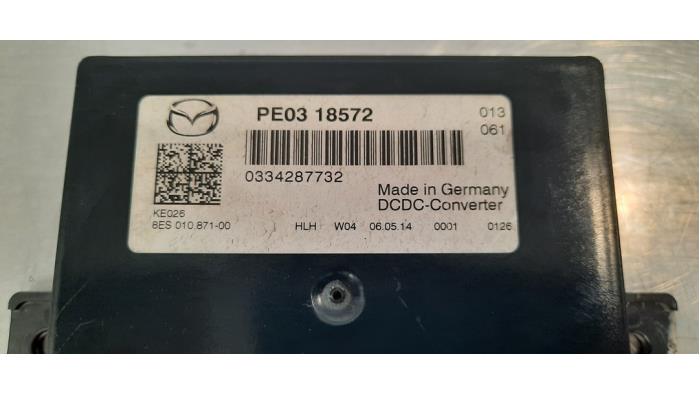 PE03 18572
013
061
0334287732
Made in Germany
DCDC-Converter
KE026
8ES 010 871-00 HLH W04 06.05.14 0001 0126